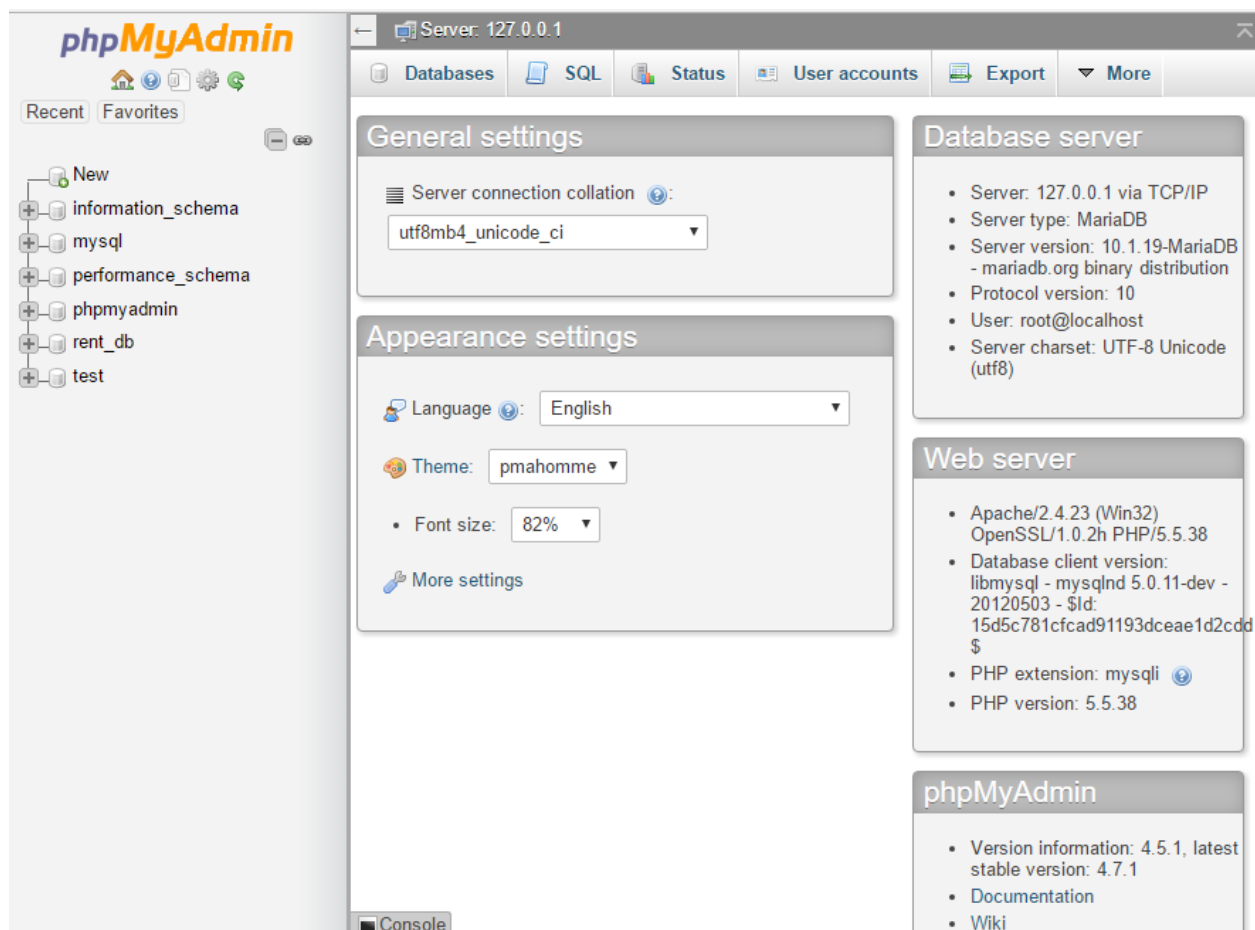 phpMyAdmin
Recent Favorites
New
information_schema
mysql
performance_schema
phpmyadmin
rent_db
test
Server: 127.0.0.1
Databases SQL Status User accounts Export More
General settings
Server connection collation :
utf8mb4_unicode_ci
Appearance settings
Language : English
Theme: pmahomme
Font size: 82%
More settings
Database server
Server: 127.0.0.1 via TCP/IP
Server type: MariaDB
Server version: 10.1.19-MariaDB
- mariadb.org binary distribution
Protocol version: 10
User: root@localhost
Server charset: UTF-8 Unicode
(utf8)
Web server
Apache/2.4.23 (Win32)
OpenSSL/1.0.2h PHP/5.5.38
Database client version:
libmysql - mysqlnd 5.0.11-dev -
20120503 - $Id:
15d5c781cfcad91193dceae1d2cdd
$
PHP extension: mysqli
PHP version: 5.5.38
phpMyAdmin
Version information: 4.5.1, latest
stable version: 4.7.1
Documentation
Wiki
Console